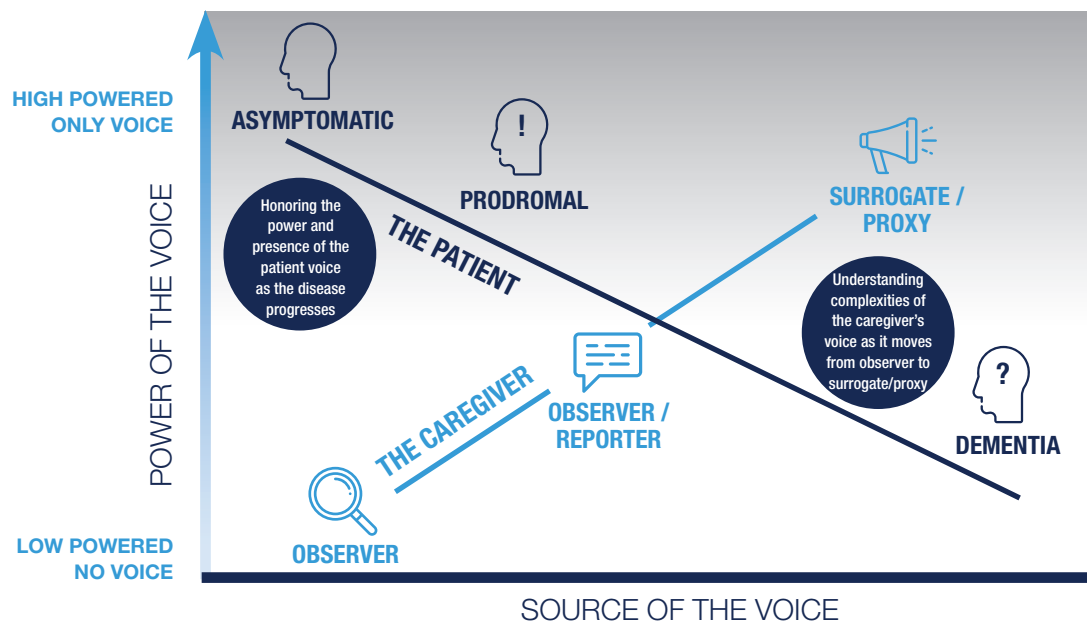 HIGH POWERED
ONLY VOICE
POWER OF THE VOICE
LOW POWERED
NO VOICE
ASYMPTOMATIC
!
PRODROMAL
THE PATIENT
Honoring the
power and
presence of the
patient voice
as the disease
progresses
SURROGATE /
PROXY
Understanding
complexities of
the caregiver's
voice as it moves
from observer to
surrogate/proxy
?
DEMENTIA
OBSERVER /
REPORTER
THE CAREGIVER
OBSERVER
SOURCE OF THE VOICE